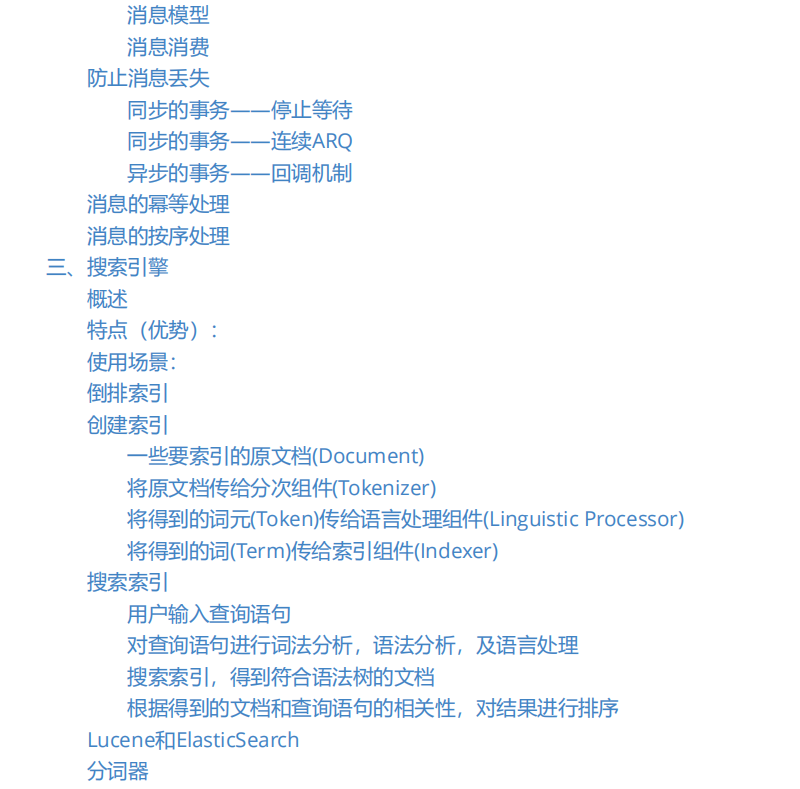 消息模型
消息消费
防止消息丢失
同步的事务——停止等待
同步的事务——连续ARQ
异步的事务——回调机制
消息的幂等处理
消息的按序处理
三、搜索引擎
概述
特点（优势）：
使用场景：
倒排索引
创建索引
一些要索引的原文档(Document)
将原文档传给分次组件(Tokenizer)
将得到的词元(Token)传给语言处理组件(Linguistic Processor)
将得到的词(Term)传给索引组件(Indexer)
搜索索引
用户输入查询语句
对查询语句进行词法分析，语法分析，及语言处理
搜索索引，得到符合语法树的文档
根据得到的文档和查询语句的相关性，对结果进行排序
Lucene和ElasticSearch
分词器